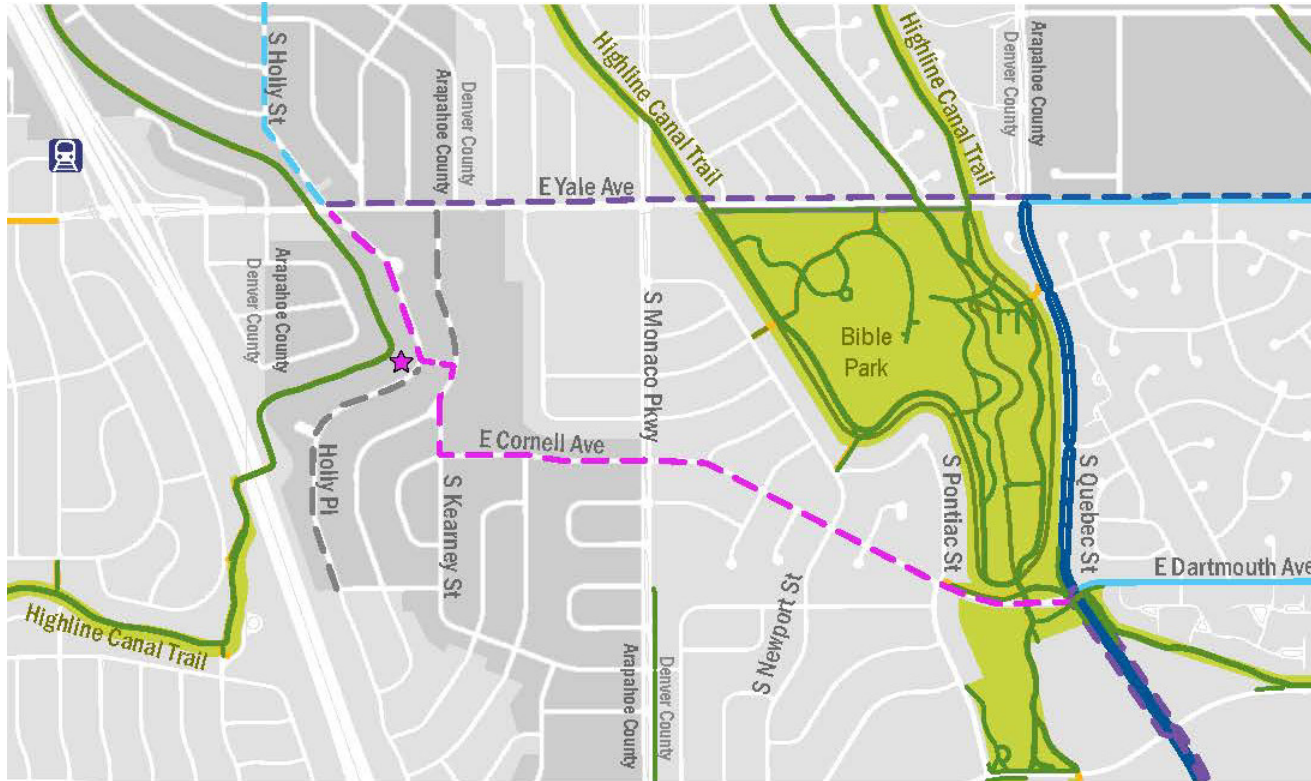 S Holly St
Highline Canal Trail
Highline Canal Trail
Arapahoe County
Denver County
Denver County
Arapahoe County
E Yale Ave
Arapahoe County
Denver County
S Monaco Pkwy
Bible
Park
E Cornell Ave
Holly Pl
S Kearney St
S Pontiac St
S Quebec St
E Dartmouth Ave
S Newport St
Highline Canal Trail
Arapahoe County
Denver County